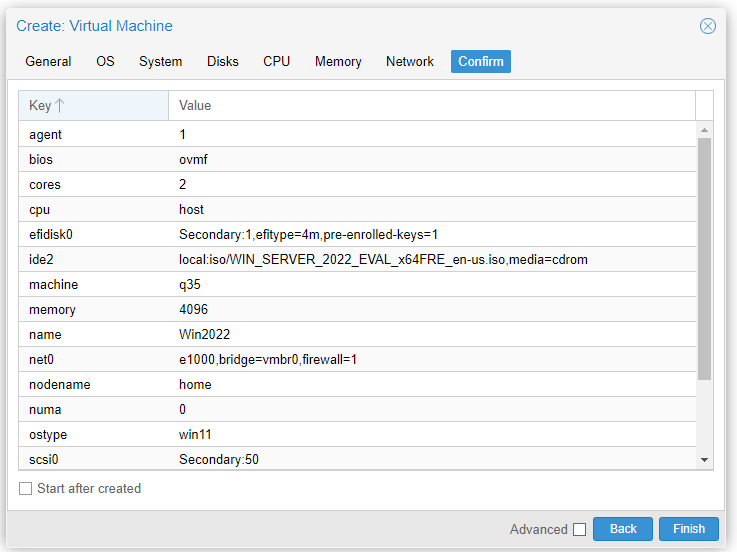 Create: Virtual Machine
General OS System Disks CPU Memory Network Confirm
Key Value
agent 1
bios ovmf
cores 2
cpu host
efidisk0 Secondary:1,efitype=4m,pre-enrolled-keys=1
ide2 local:iso/WIN_SERVER_2022_EVAL_x64FRE_en-us.iso,media=cdrom
machine q35
memory 4096
name Win2022
net0 e1000,bridge=vmbr0,firewall=1
nodename home
numa 0
ostype win11
scsi0 Secondary:50
Start after created
Advanced Back Finish